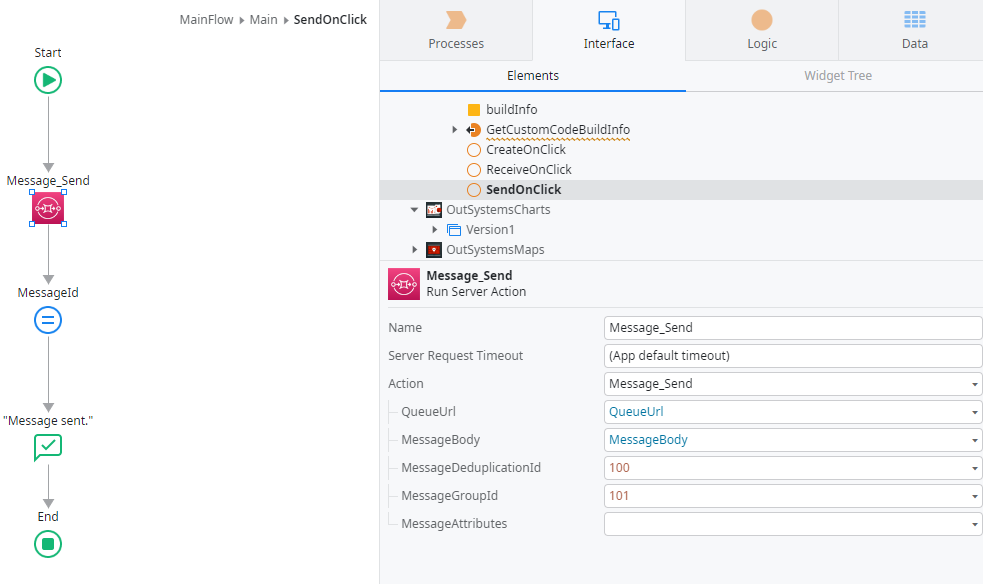 MainFlow ▸ Main ▸ SendOnClick
Start
Message_Send
MessageId
"Message sent."
End
Processes
Interface
Logic
Data
Elements
Widget Tree
buildInfo
GetCustomCodeBuildInfo
CreateOnClick
ReceiveOnClick
SendOnClick
OutSystemsCharts
Version1
OutSystemsMaps
Message_Send
Run Server Action
Name Message_Send
Server Request Timeout (App default timeout)
Action Message_Send
QueueUrl QueueUrl
MessageBody MessageBody
MessageDeduplicationId 100
MessageGroupId 101
MessageAttributes